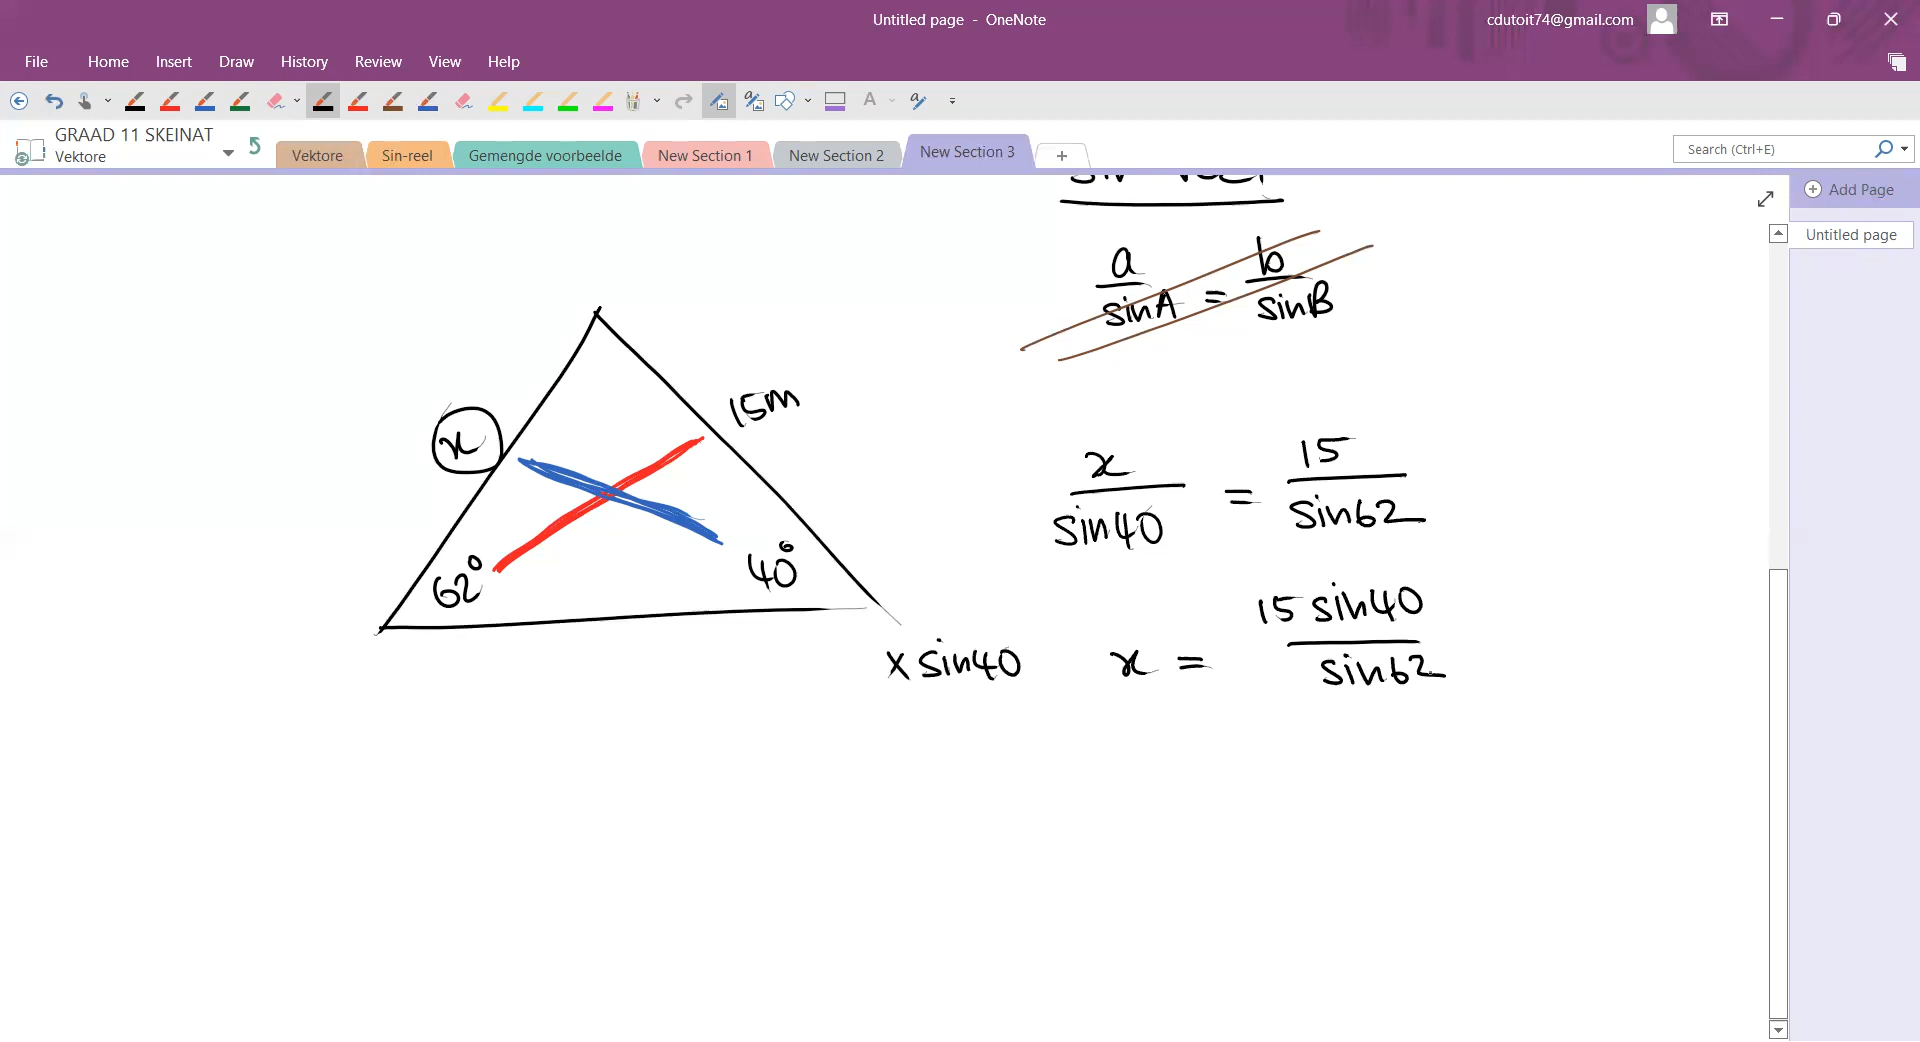 Untitled page - OneNote
cdutoit74@gmail.com
File Home Insert Draw History Review View Help
GRAAD 11 SKEINAT
Vektore
Vektore Sin-reel Gemengde voorbeelde New Section 1 New Section 2 New Section 3 +
Search (Ctrl+E)
Add Page
Untitled page
a/sinA = b/sinB
x
15m
62°
40°
x/sin40 = 15/sin62
× sin40 x = 15 sin40/sin62